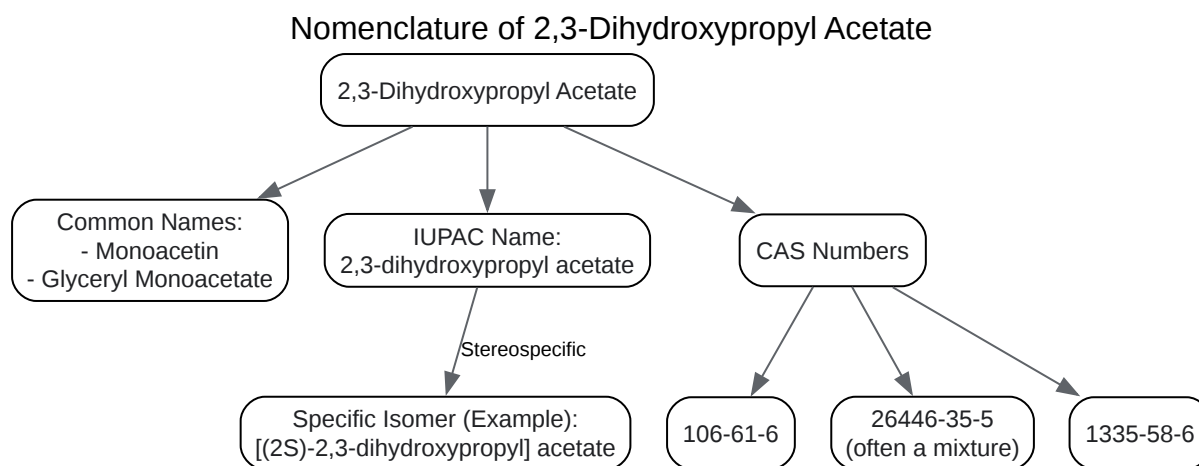 Nomenclature of 2,3-Dihydroxypropyl Acetate
2,3-Dihydroxypropyl Acetate
Common Names:
- Monoacetin
- Glyceryl Monoacetate
IUPAC Name:
2,3-dihydroxypropyl acetate
CAS Numbers
Stereospecific
Specific Isomer (Example):
[(2S)-2,3-dihydroxypropyl] acetate
106-61-6
26446-35-5
(often a mixture)
1335-58-6